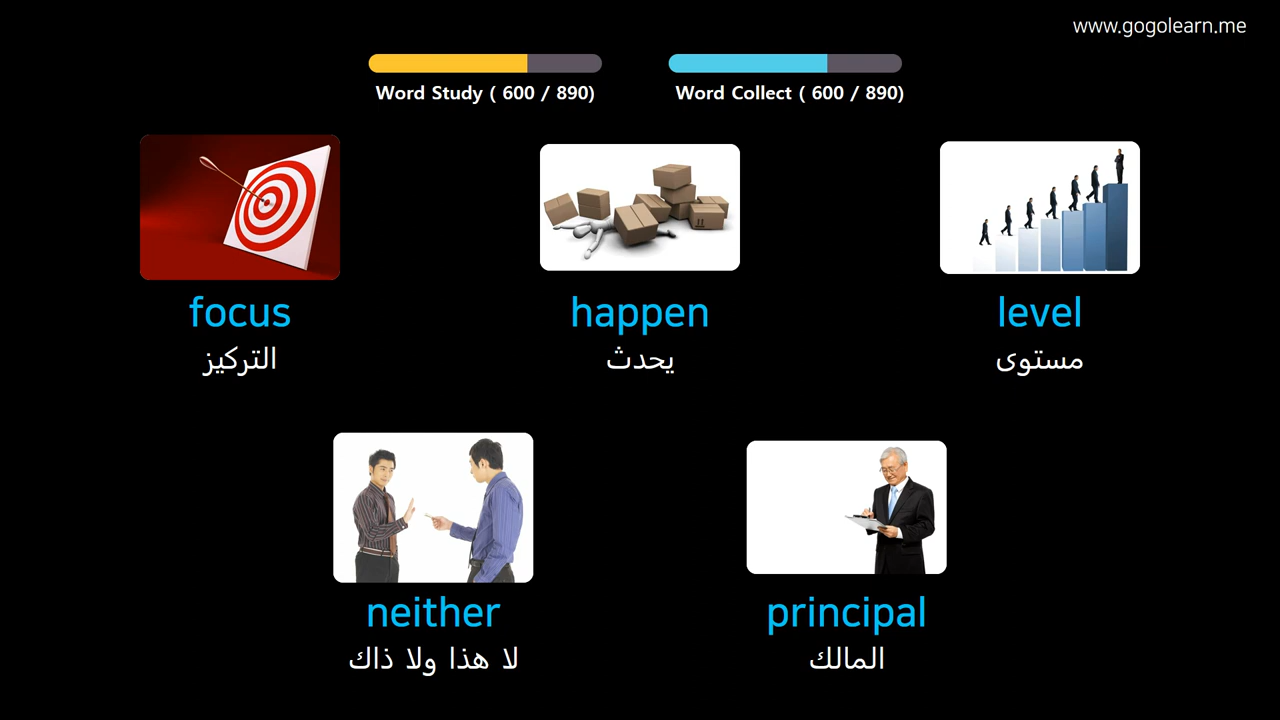 www.gogolearn.me
Word Study ( 600 / 890)
Word Collect ( 600 / 890)
focus
التركيز
happen
يحدث
level
مستوى
neither
لا هذا ولا ذاك
principal
المالك